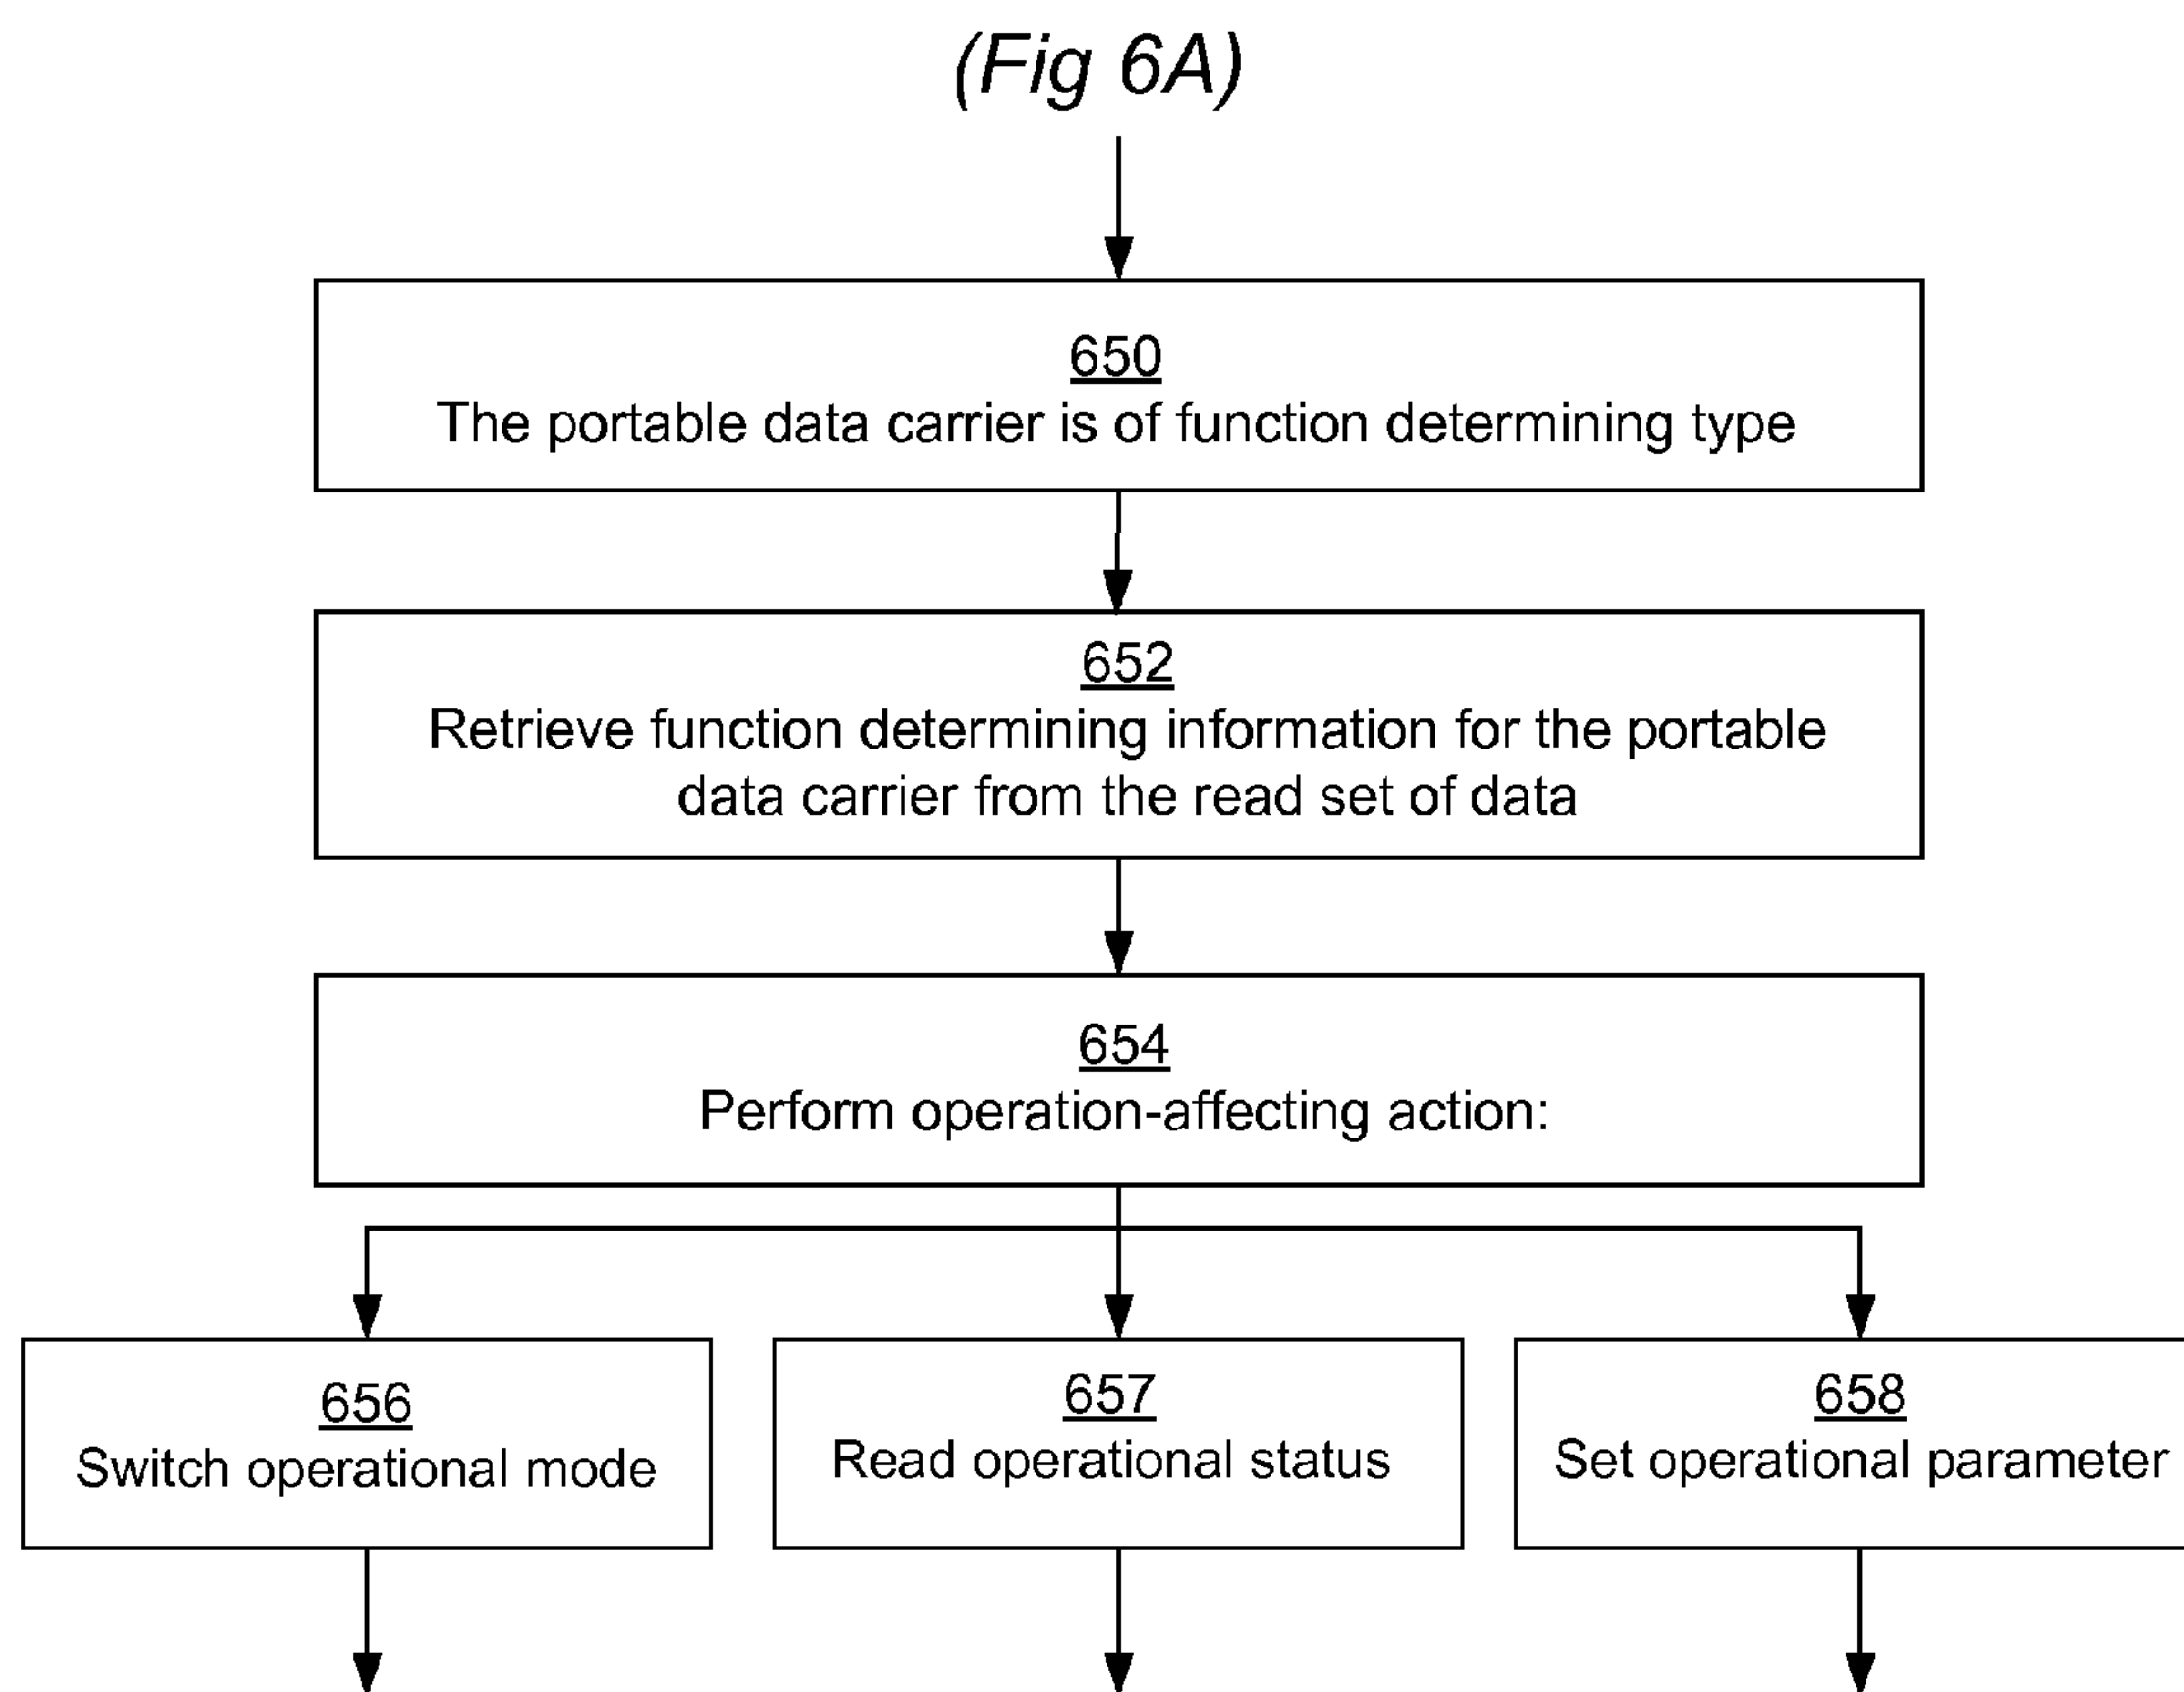 (Fig 6A)
650
The portable data carrier is of function determining type
652
Retrieve function determining information for the portable
data carrier from the read set of data
654
Perform operation-affecting action:
656
Switch operational mode
657
Read operational status
658
Set operational parameter